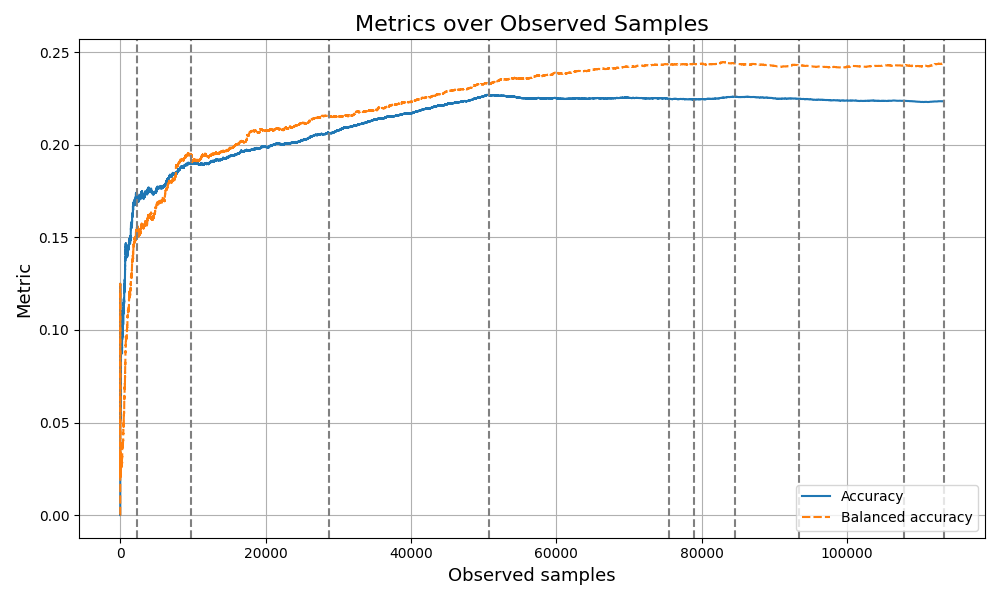 Metrics over Observed Samples
0.25
0.20
0.15
0.10
0.05
0.00
Metric
0
20000
40000
60000
80000
100000
Observed samples
Accuracy
Balanced accuracy